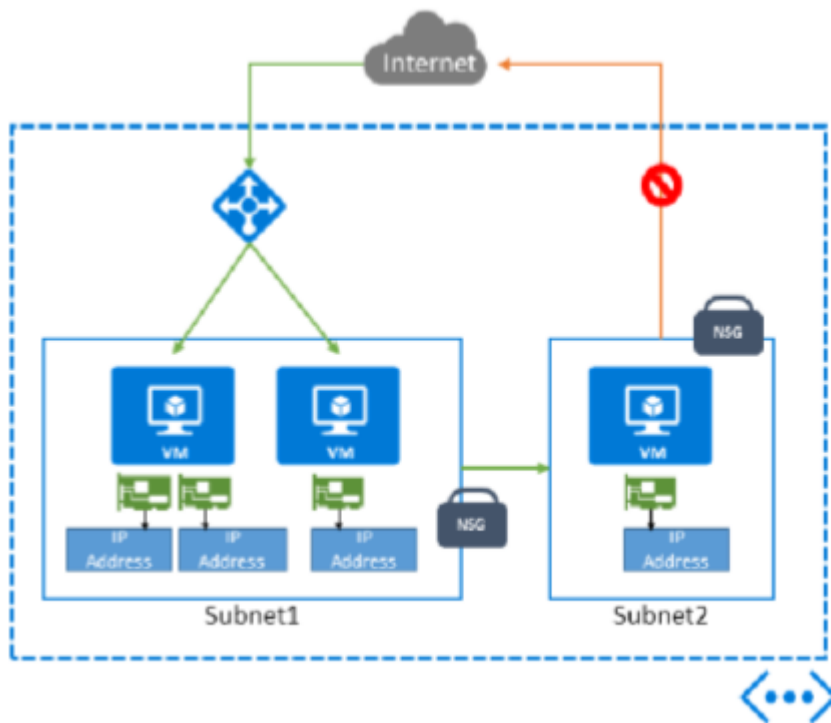 Internet
NSG
VM
VM
VM
NSG
IP
Address
IP
Address
IP
Address
IP
Address
Subnet1
Subnet2